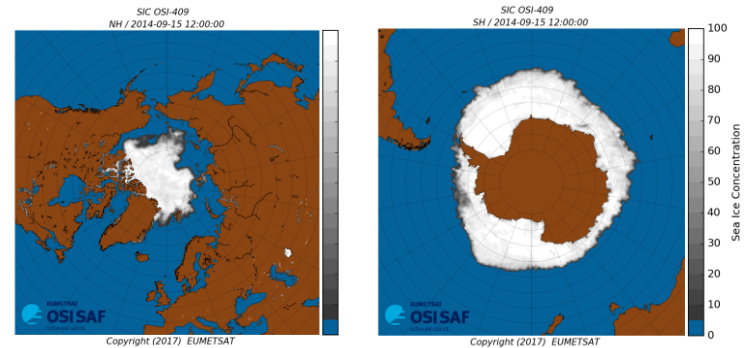 SIC OSI-409
NH / 2014-09-15 12:00:00
EUMETSAT
OSI SAF
Copyright (2017) EUMETSAT
SIC OSI-409
SH / 2014-09-15 12:00:00
EUMETSAT
OSI SAF
Copyright (2017) EUMETSAT
100
90
80
70
60
50
40
30
20
10
0
Sea Ice Concentration